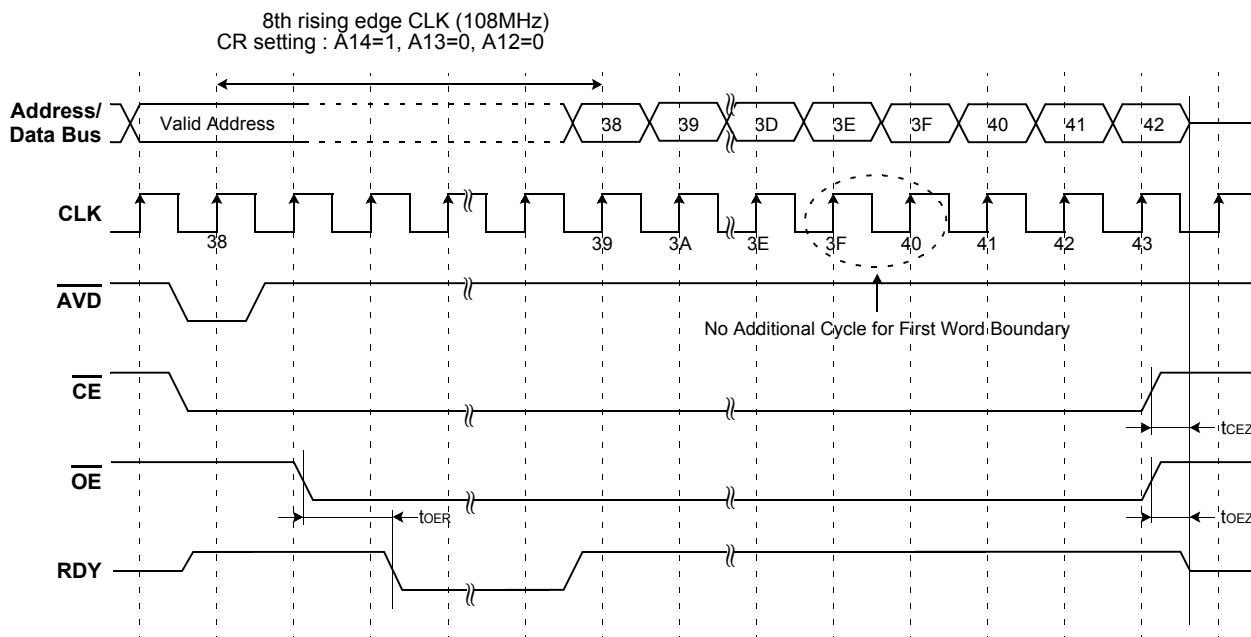 8th rising edge CLK (108MHz)
CR setting : A14=1, A13=0, A12=0
Address/
Data Bus
Valid Address
38 39 3D 3E 3F 40 41 42
CLK
38 39 3A 3E 3F 40 41 42 43
AVD
No Additional Cycle for First Word Boundary
CE
tCEZ
OE
tOER
tOEZ
RDY